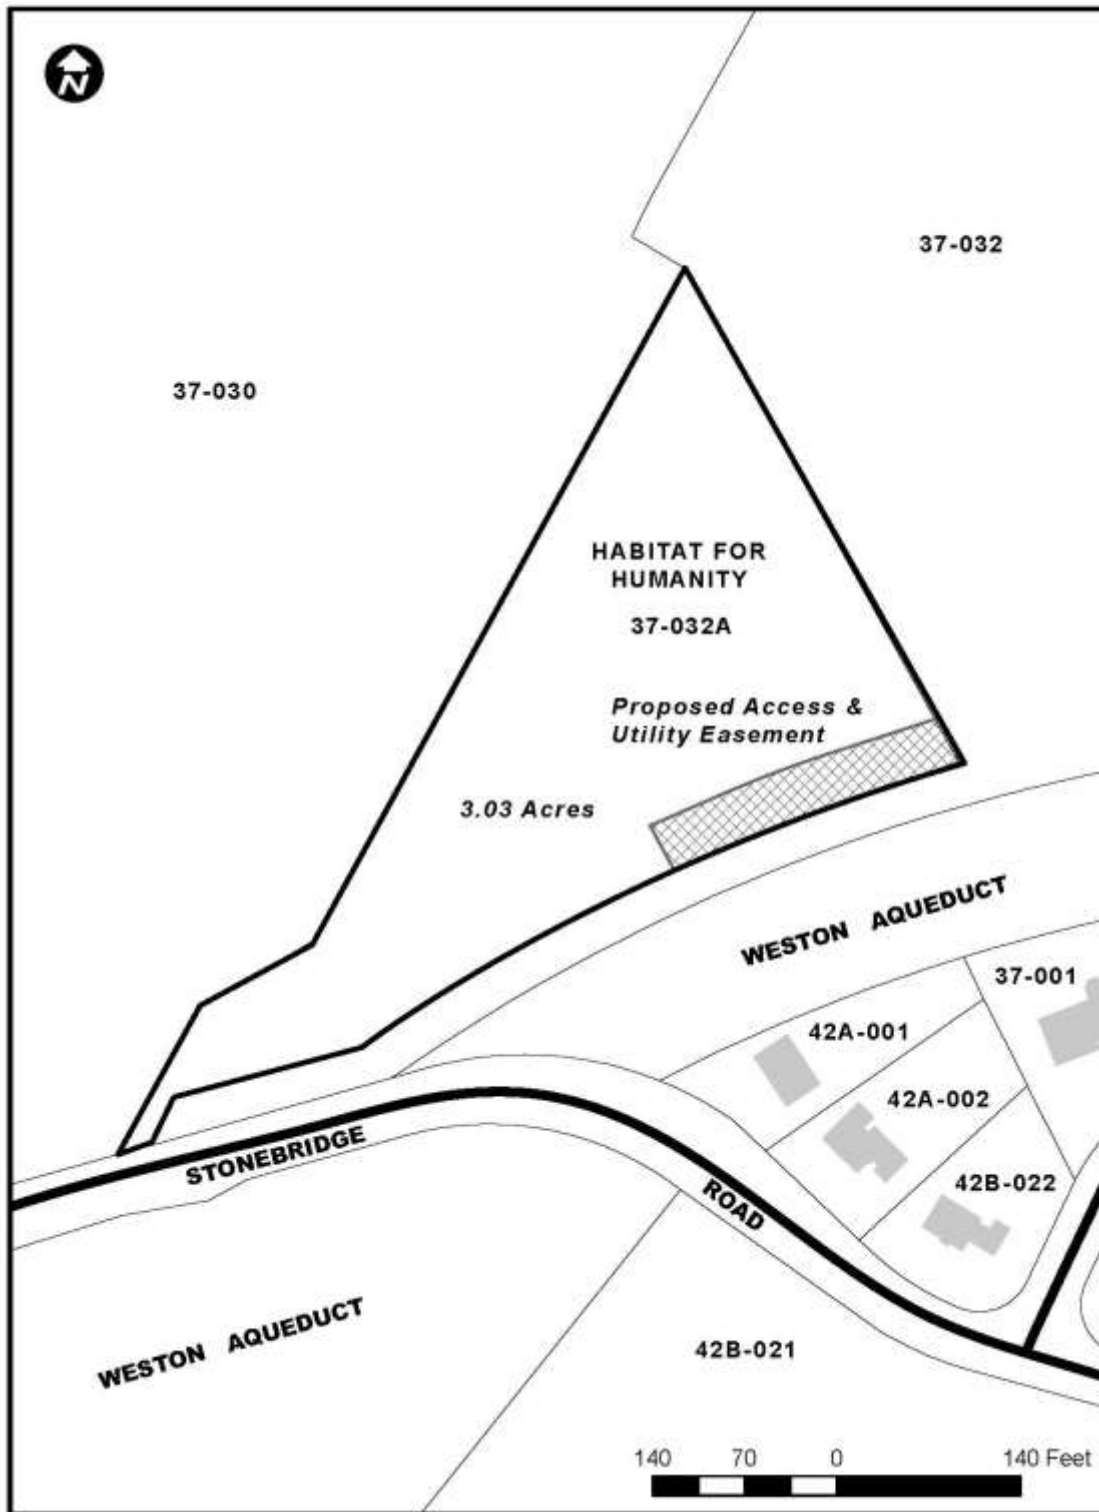 N
37-032
37-030
HABITAT FOR
HUMANITY
37-032A
Proposed Access &
Utility Easement
3.03 Acres
WESTON AQUEDUCT
37-001
42A-001
42A-002
STONEBRIDGE
ROAD
42B-022
WESTON AQUEDUCT
42B-021
140 70 0 140 Feet